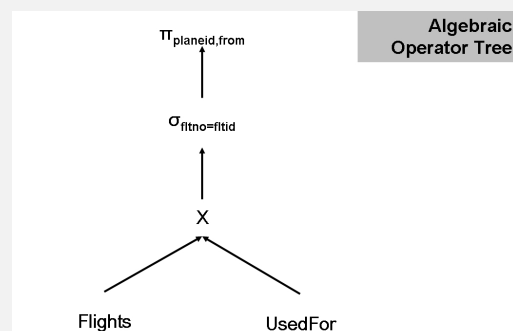 Algebraic
Operator Tree
πplaneid,from
σfltno=fltid
X
Flights
UsedFor